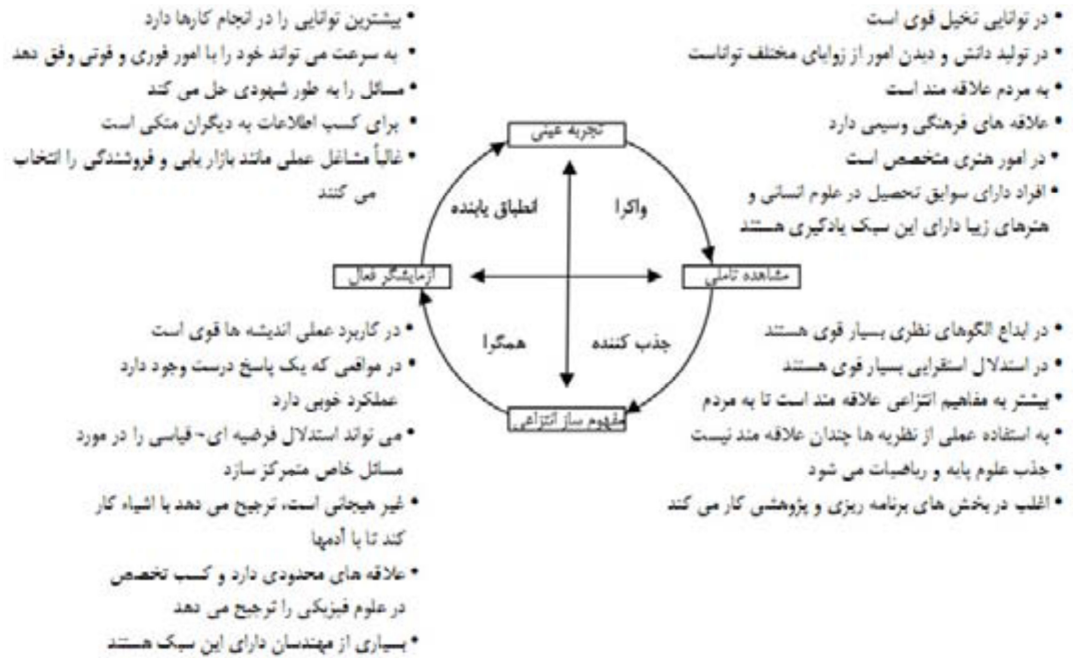 • در توانایی تخیل قوی است
• در تولید دانش و دیدن امور از زوایای مختلف تواناست
• به مردم علاقه مند است
• علاقه های فرهنگی وسیعی دارد
• در امور هنری متخصص است
• افراد دارای سوابق تحصیل در علوم انسانی و
هنرهای زیبا دارای این سبک یادگیری هستند
• بیشترین توانایی را در انجام کارها دارد
• به سرعت می تواند خود را با امور فوری و فوتی وفق دهد
• مسائل را به طور شهودی حل می کند
• برای کسب اطلاعات به دیگران متکی است
• غالباً مشاغل عملی مانند بازار یابی و فروشندگی را انتخاب
می کنند
تجربه عینی
واگرا
انطباق یابنده
مشاهده تاملی
آزمایشگر فعال
جذب کننده
همگرا
مفهوم ساز انتزاعی
• در ابداع الگوهای نظری بسیار قوی هستند
• در استدلال استقرایی بسیار قوی هستند
• بیشتر به مفاهیم انتزاعی علاقه مند است تا به مردم
• به استفاده عملی از نظریه ها چندان علاقه مند نیست
• جذب علوم پایه و ریاضیات می شود
• اغلب در بخش های برنامه ریزی و پژوهشی کار می کند
• در کاربرد عملی اندیشه ها قوی است
• در مواقعی که یک پاسخ درست وجود دارد
عملکرد خوبی دارد
• می تواند استدلال فرضیه ای- قیاسی را در مورد
مسائل خاص متمرکز سازد
• غیر هیجانی است، ترجیح می دهد با اشیاء کار
کند تا با آدمها
• علاقه های محدودی دارد و کسب تخصص
در علوم فیزیکی را ترجیح می دهد
• بسیاری از مهندسان دارای این سبک هستند